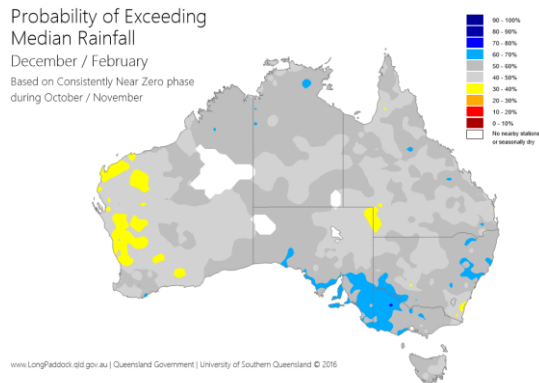 Probability of Exceeding
Median Rainfall
December / February
Based on Consistently Near Zero phase
during October / November
90 - 100%
80 - 90%
70 - 80%
60 - 70%
50 - 60%
40 - 50%
30 - 40%
20 - 30%
10 - 20%
0 - 10%
No nearby stations
or seasonally dry
www.LongPaddock.qld.gov.au | Queensland Government | University of Southern Queensland © 2016